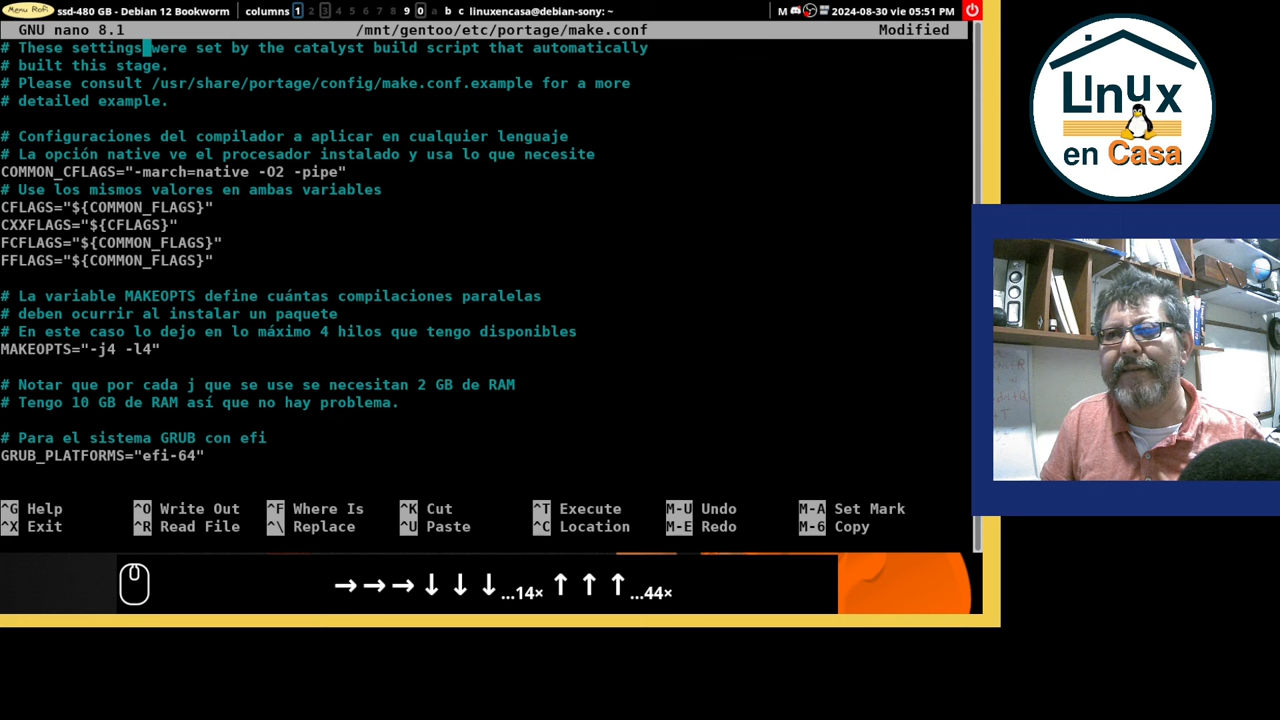 Menu Rofi ssd-480 GB - Debian 12 Bookworm columns 1 2 3 4 5 6 7 8 9 0 a b c linuxencasa@debian-sony: ~ M 2024-08-30 vie 05:51 PM
GNU nano 8.1 /mnt/gentoo/etc/portage/make.conf Modified
# These settings were set by the catalyst build script that automatically
# built this stage.
# Please consult /usr/share/portage/config/make.conf.example for a more
# detailed example.
# Configuraciones del compilador a aplicar en cualquier lenguaje
# La opción native ve el procesador instalado y usa lo que necesite
COMMON_CFLAGS="-march=native -O2 -pipe"
# Use los mismos valores en ambas variables
CFLAGS="${COMMON_FLAGS}"
CXXFLAGS="${CFLAGS}"
FCFLAGS="${COMMON_FLAGS}"
FFLAGS="${COMMON_FLAGS}"
# La variable MAKEOPTS define cuántas compilaciones paralelas
# deben ocurrir al instalar un paquete
# En este caso lo dejo en lo máximo 4 hilos que tengo disponibles
MAKEOPTS="-j4 -l4"
# Notar que por cada j que se use se necesitan 2 GB de RAM
# Tengo 10 GB de RAM así que no hay problema.
# Para el sistema GRUB con efi
GRUB_PLATFORMS="efi-64"
^G Help ^O Write Out ^F Where Is ^K Cut ^T Execute M-U Undo M-A Set Mark
^X Exit ^R Read File ^\ Replace ^U Paste ^C Location M-E Redo M-6 Copy
→→→↓↓↓...14× ↑↑↑...44×
Linux
en Casa